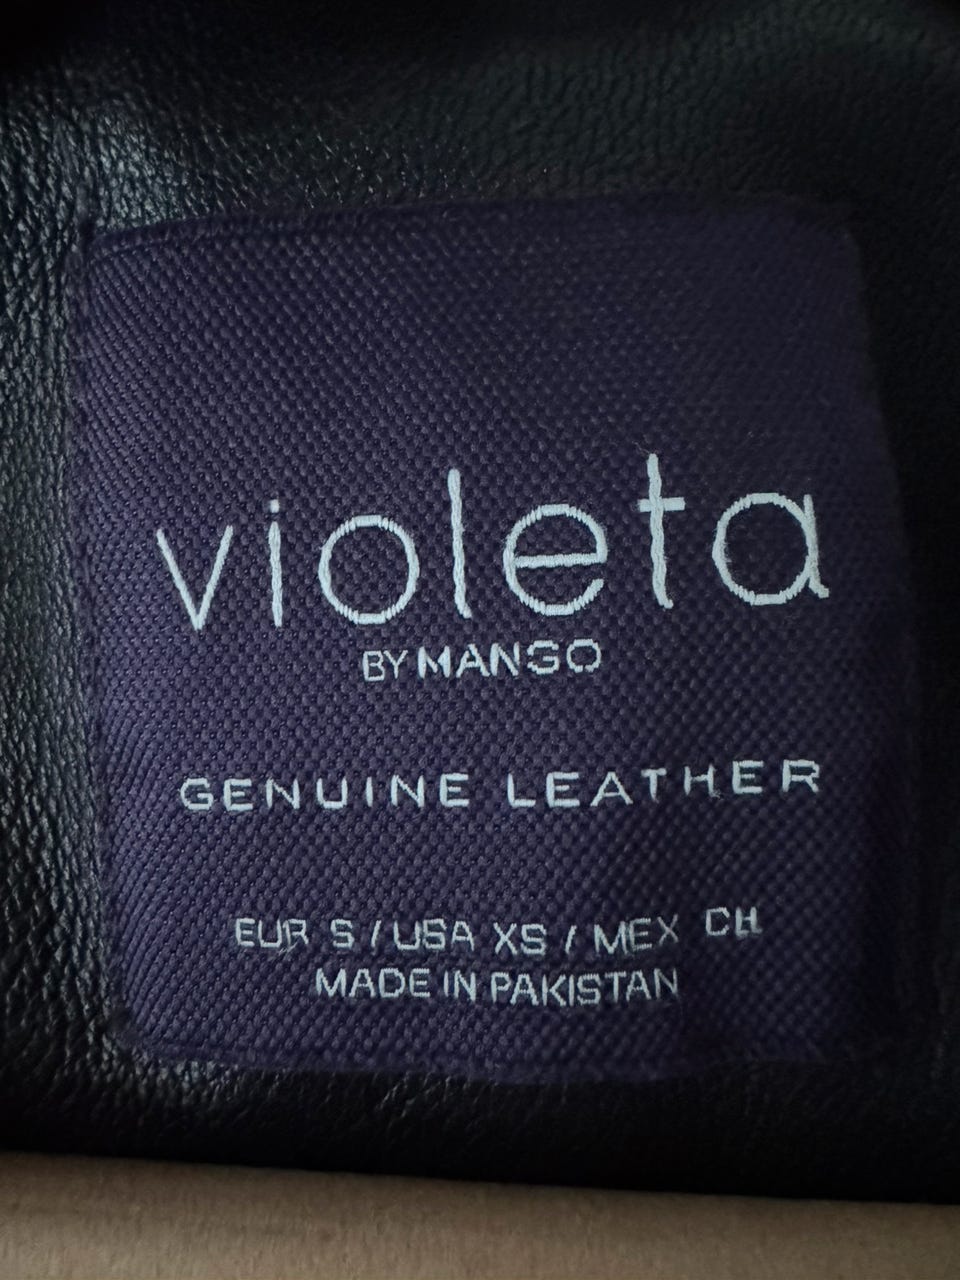 violeta
BY MANGO
GENUINE LEATHER
EUR S / USA XS / MEX CH
MADE IN PAKISTAN